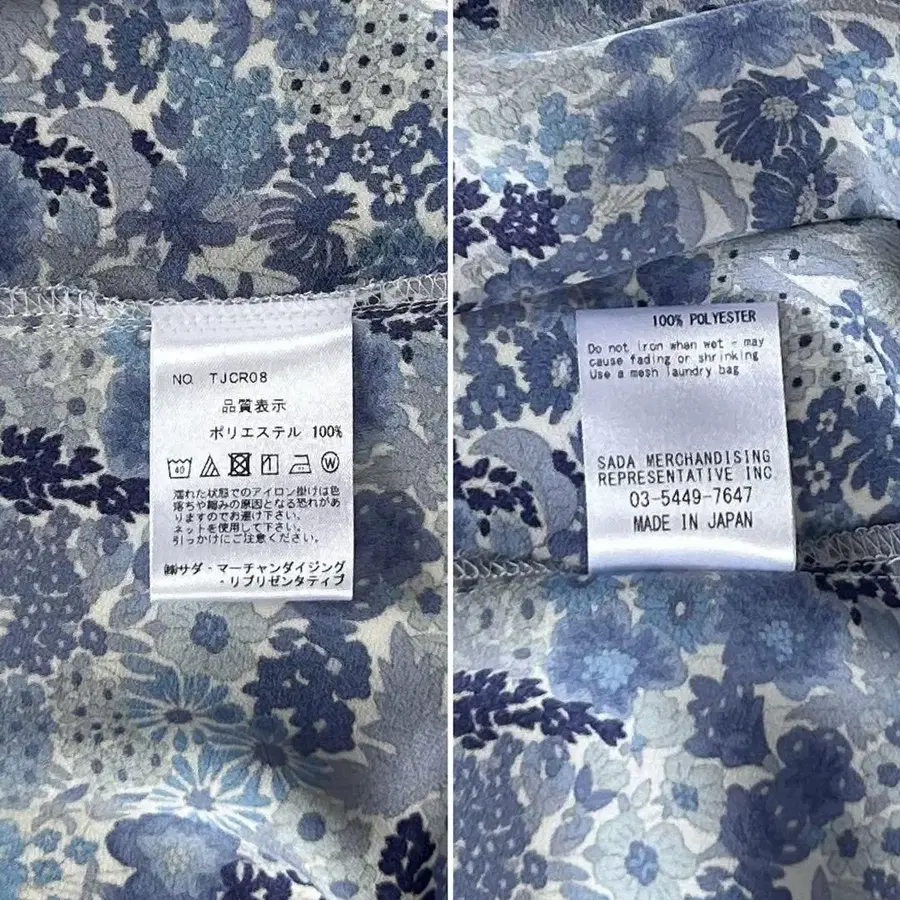 NO. TJCR08
品質表示
ポリエステル 100%
40
W
濡れた状態でのアイロン掛けは色
落ちや縮みの原因となる恐れがあ
りますのでお避け下さい。
ネットを使用して下さい。
引っかけにご注意ください。
㈱サダ・マーチャンダイジング
・リプリゼンタティブ
100% POLYESTER
Do not iron when wet - may
cause fading or shrinking
Use a mesh laundry bag
SADA MERCHANDISING
REPRESENTATIVE INC.
03-5449-7647
MADE IN JAPAN